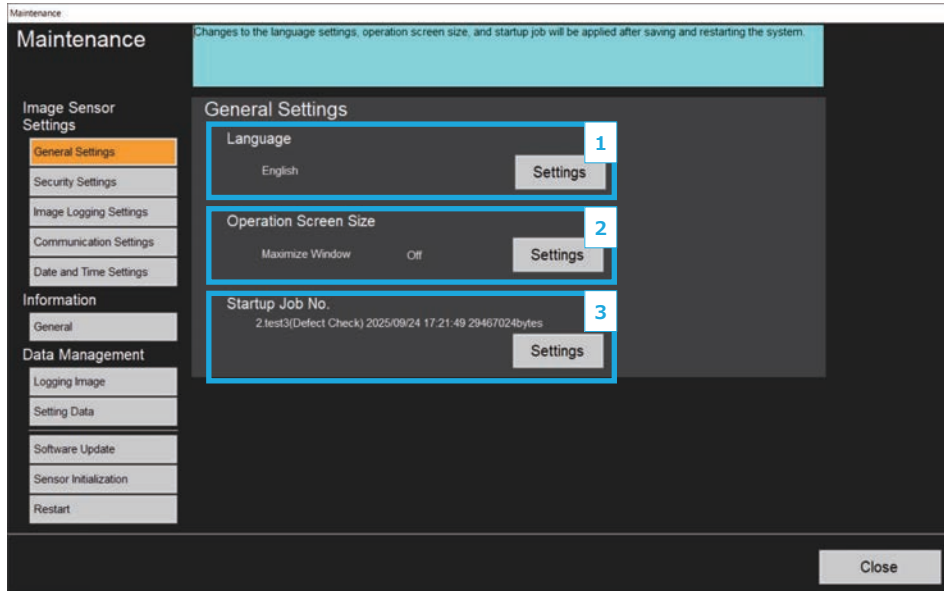 Maintenance
Maintenance
Changes to the language settings, operation screen size, and startup job will be applied after saving and restarting the system.
Image Sensor
Settings
General Settings
Security Settings
Image Logging Settings
Communication Settings
Date and Time Settings
Information
General
Data Management
Logging Image
Setting Data
Software Update
Sensor Initialization
Restart
General Settings
Language
1
English
Settings
Operation Screen Size
2
Maximize Window Off
Settings
Startup Job No.
3
2.test3(Defect Check) 2025/09/24 17:21:49 29467024bytes
Settings
Close